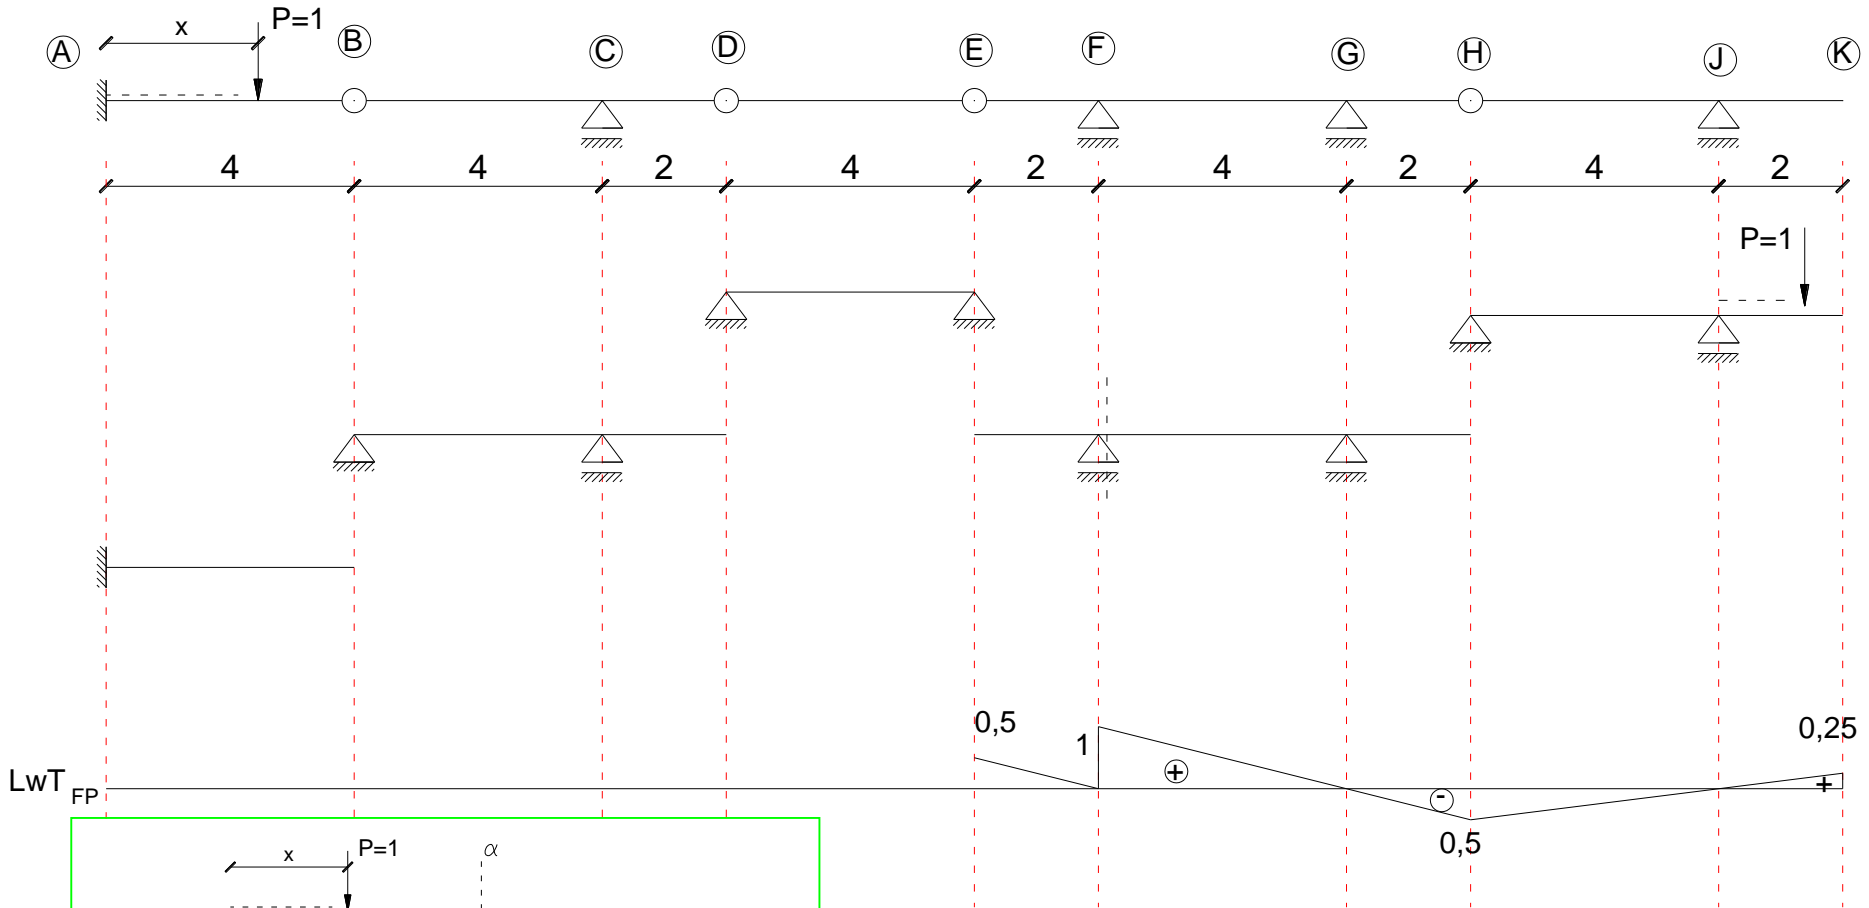 x P=1
A B C D E F G H J K
4 4 2 4 2 4 2 4 2
P=1
0,5 1 + - 0,5 + 0,25
LwT FP
x P=1 α